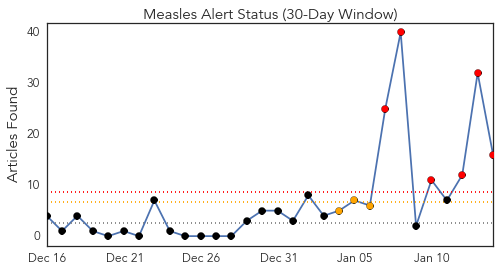 Measles Alert Status (30-Day Window)
Articles Found
40
30
20
10
0
Dec 16 Dec 21 Dec 26 Dec 31 Jan 05 Jan 10